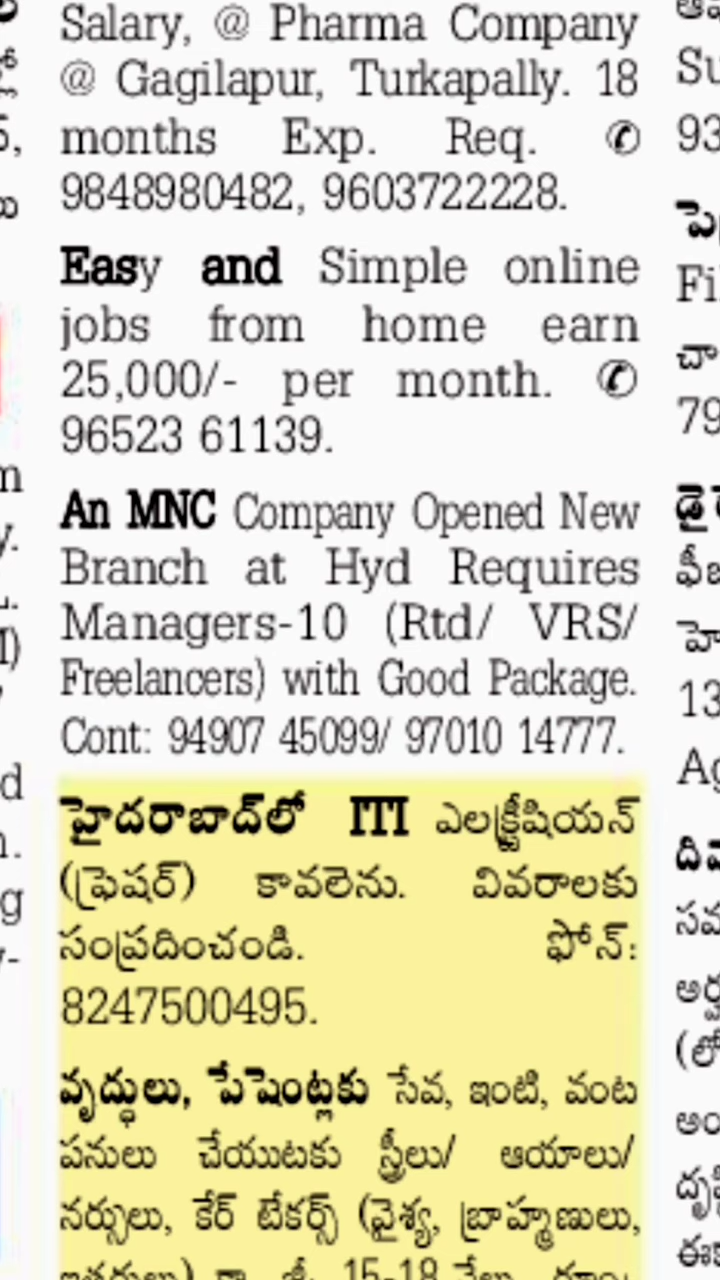 Salary, @ Pharma Company
@ Gagilapur, Turkapally. 18
months Exp. Req. ✆
9848980482, 9603722228.
Easy and Simple online
jobs from home earn
25,000/- per month. ✆
96523 61139.
An MNC Company Opened New
Branch at Hyd Requires
Managers-10 (Rtd/ VRS/
Freelancers) with Good Package.
Cont: 94907 45099/ 97010 14777.
హైదరాబాద్‌లో ITI ఎలక్ట్రీషియన్
(ఫ్రెషర్) కావలెను. వివరాలకు
సంప్రదించండి. ఫోన్:
8247500495.
వృద్ధులు, పేషెంట్లకు సేవ, ఇంటి, వంట
పనులు చేయుటకు స్త్రీలు/ ఆయాలు/
నర్సులు, కేర్ టేకర్స్ (వైశ్య, బ్రాహ్మణులు,
15-18